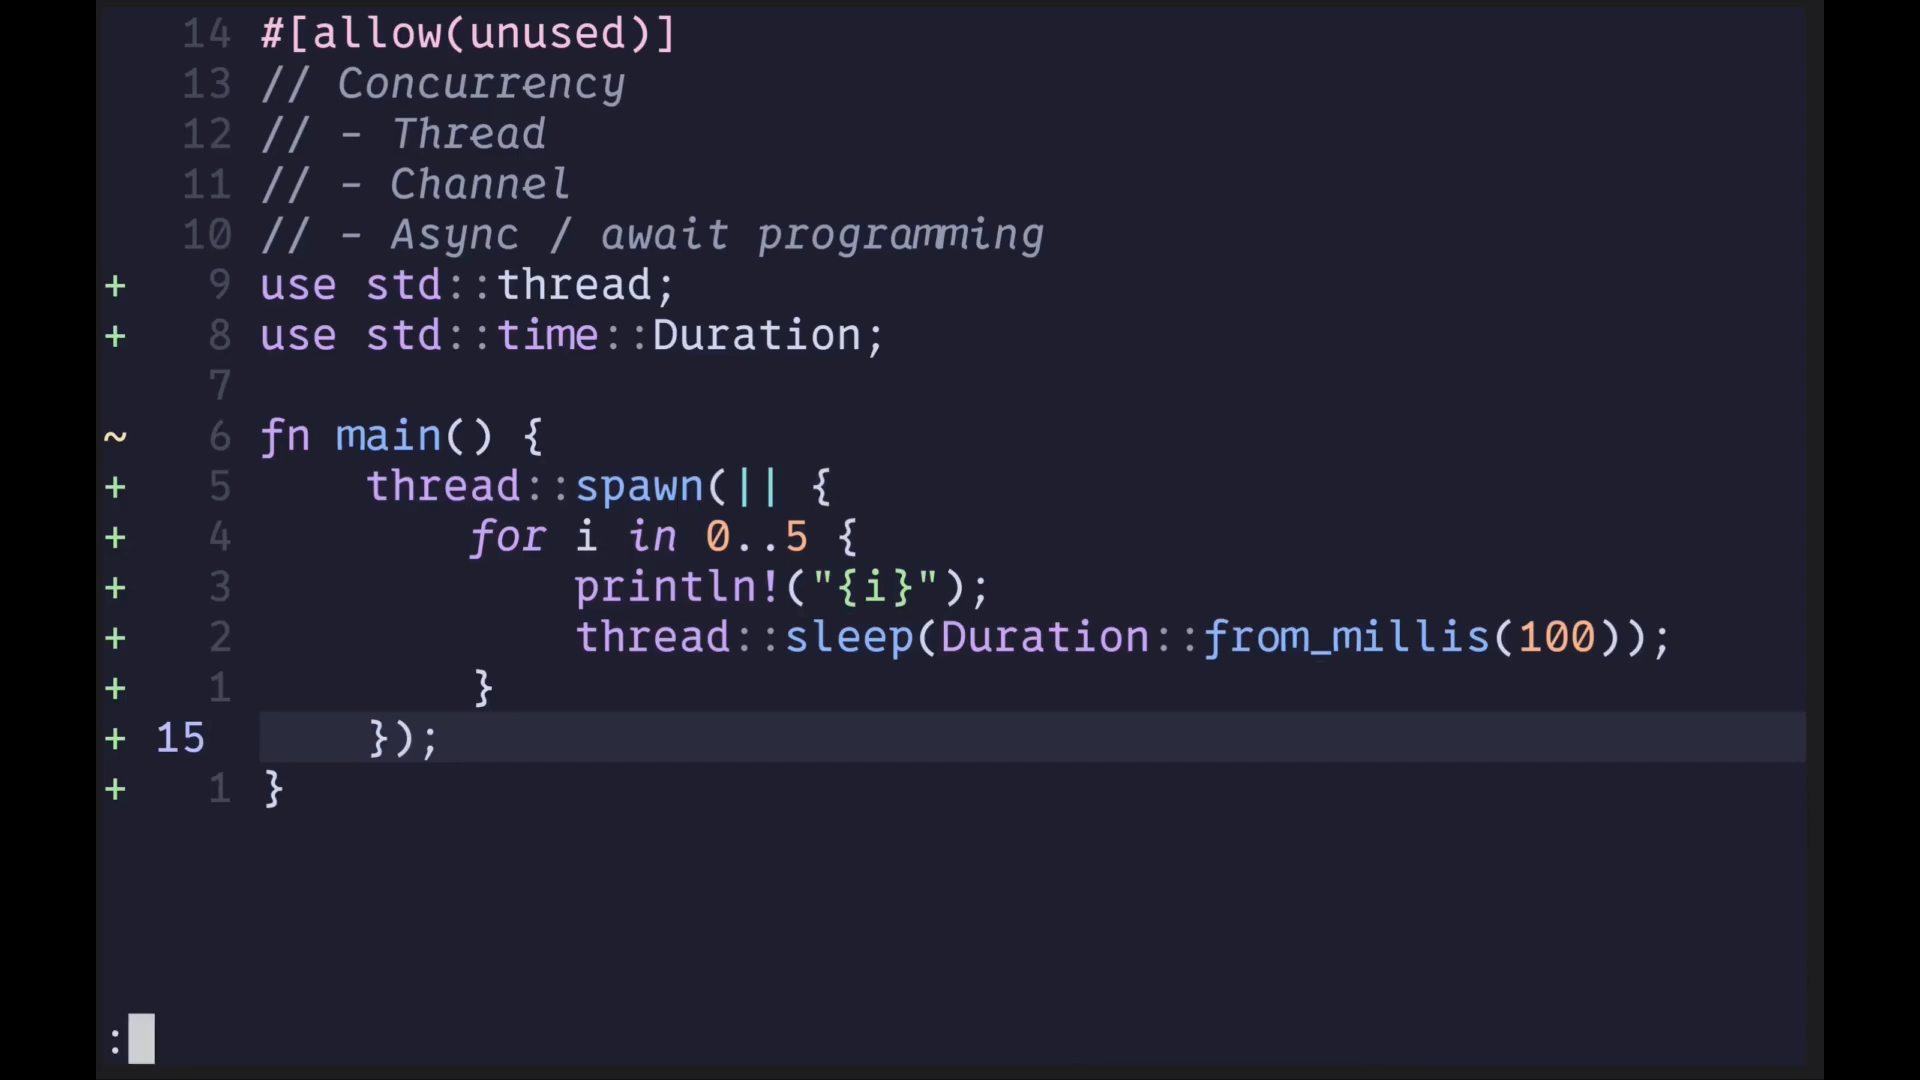 14 #[allow(unused)]
13 // Concurrency
12 // - Thread
11 // - Channel
10 // - Async / await programming
+ 9 use std::thread;
+ 8 use std::time::Duration;
7
~ 6 fn main() {
+ 5     thread::spawn(|| {
+ 4         for i in 0..5 {
+ 3             println!("{i}");
+ 2             thread::sleep(Duration::from_millis(100));
+ 1         }
+ 15     });
+ 1 }
: